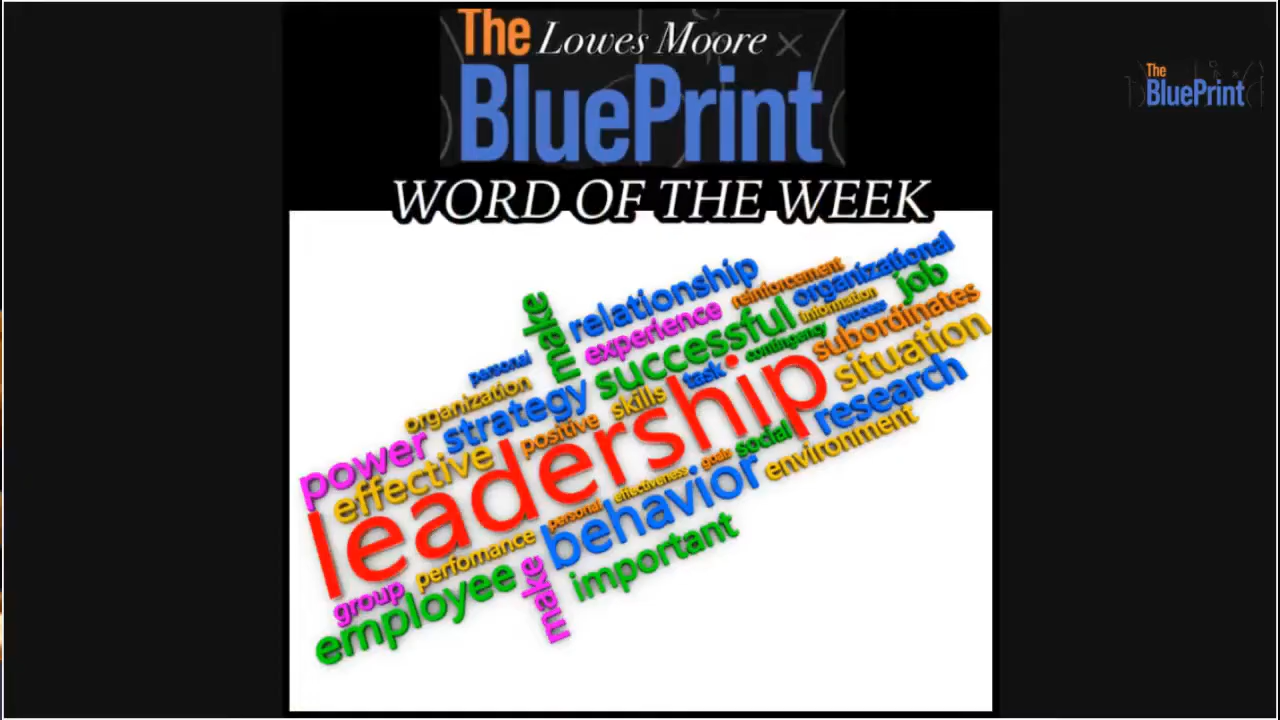 The Lowes Moore
BluePrint
WORD OF THE WEEK
The
BluePrint
make
relationship
reinforcement
organizational
personal
experience
successful
information
job
organization
strategy
skills
task
contingency
process
subordinates
power
effective
positive
leadership
situation
research
social
goals
environment
effectiveness
personal
behavior
perfomance
group
employee
make
important